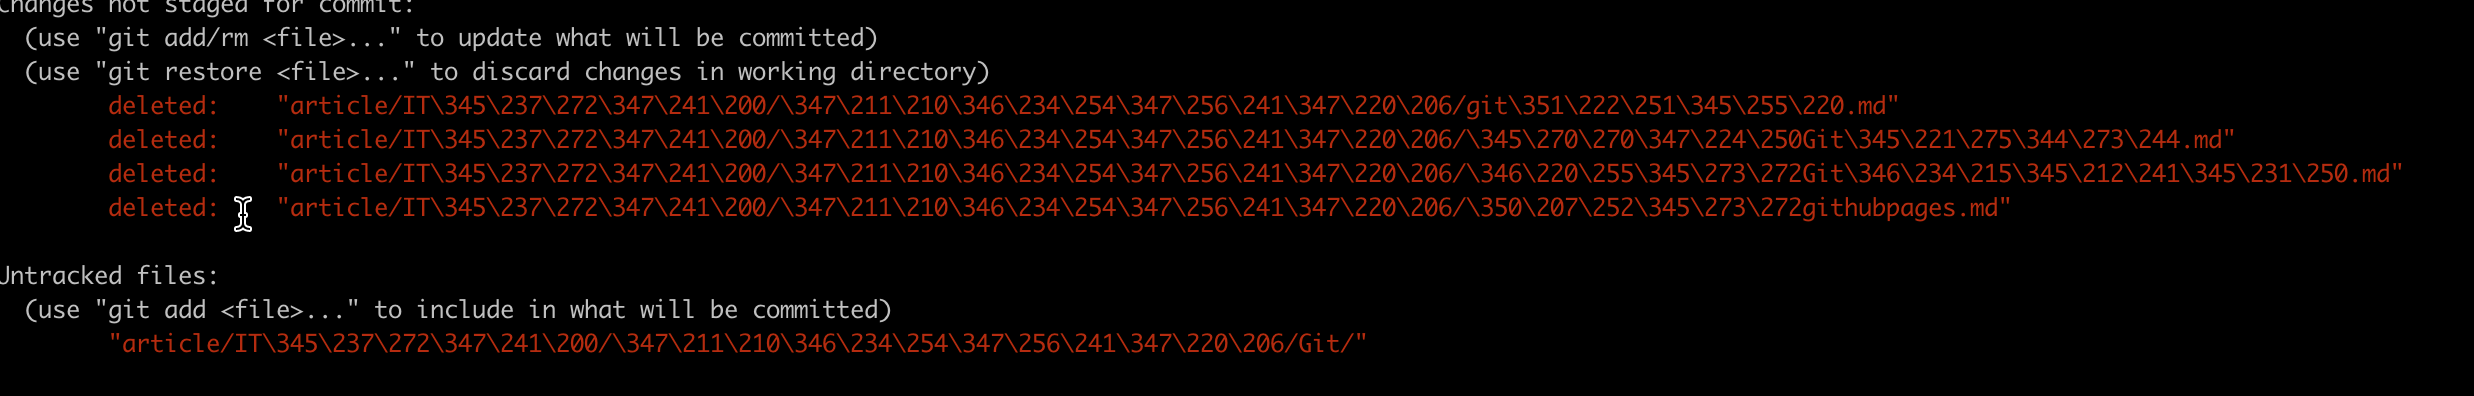 Changes not staged for commit:
  (use "git add/rm <file>..." to update what will be committed)
  (use "git restore <file>..." to discard changes in working directory)
        deleted:    "article/IT\345\237\272\347\241\200/\347\211\210\346\234\254\347\256\241\347\220\206/git\351\222\251\345\255\220.md"
        deleted:    "article/IT\345\237\272\347\241\200/\347\211\210\346\234\254\347\256\241\347\220\206/\345\270\270\347\224\250Git\345\221\275\344\273\244.md"
        deleted:    "article/IT\345\237\272\347\241\200/\347\211\210\346\234\254\347\256\241\347\220\206/\346\220\255\345\273\272Git\346\234\215\345\212\241\345\231\250.md"
        deleted:    "article/IT\345\237\272\347\241\200/\347\211\210\346\234\254\347\256\241\347\220\206/\350\207\252\345\273\272githubpages.md"

Untracked files:
  (use "git add <file>..." to include in what will be committed)
        "article/IT\345\237\272\347\241\200/\347\211\210\346\234\254\347\256\241\347\220\206/Git/"